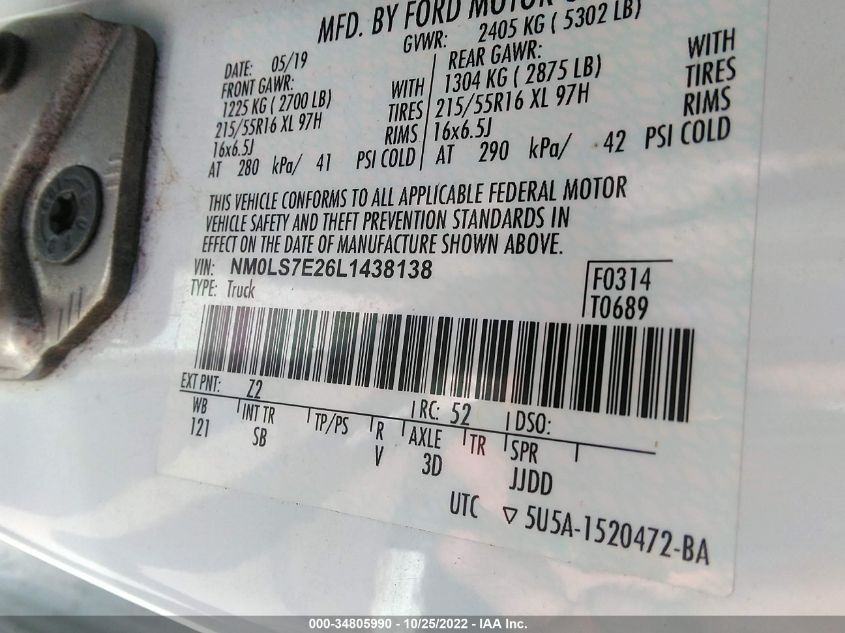 MFD. BY FORD MOTOR
GVWR: 2405 KG ( 5302 LB)
DATE: 05/19
FRONT GAWR:
1225 KG ( 2700 LB) WITH
215/55R16 XL 97H TIRES
16x6.5J RIMS
AT 280 kPa/ 41 PSI COLD
REAR GAWR: WITH
1304 KG ( 2875 LB) TIRES
215/55R16 XL 97H RIMS
16x6.5J
AT 290 kPa/ 42 PSI COLD
THIS VEHICLE CONFORMS TO ALL APPLICABLE FEDERAL MOTOR
VEHICLE SAFETY AND THEFT PREVENTION STANDARDS IN
EFFECT ON THE DATE OF MANUFACTURE SHOWN ABOVE.
VIN: NM0LS7E26L1438138
TYPE: Truck
F0314
T0689
EXT PNT: Z2 RC: 52 DSO:
WB INT TR TP/PS R AXLE TR SPR
121 SB V 3D JJDD
UTC ▽ 5U5A-1520472-BA
000-34805990 - 10/25/2022 - IAA Inc.